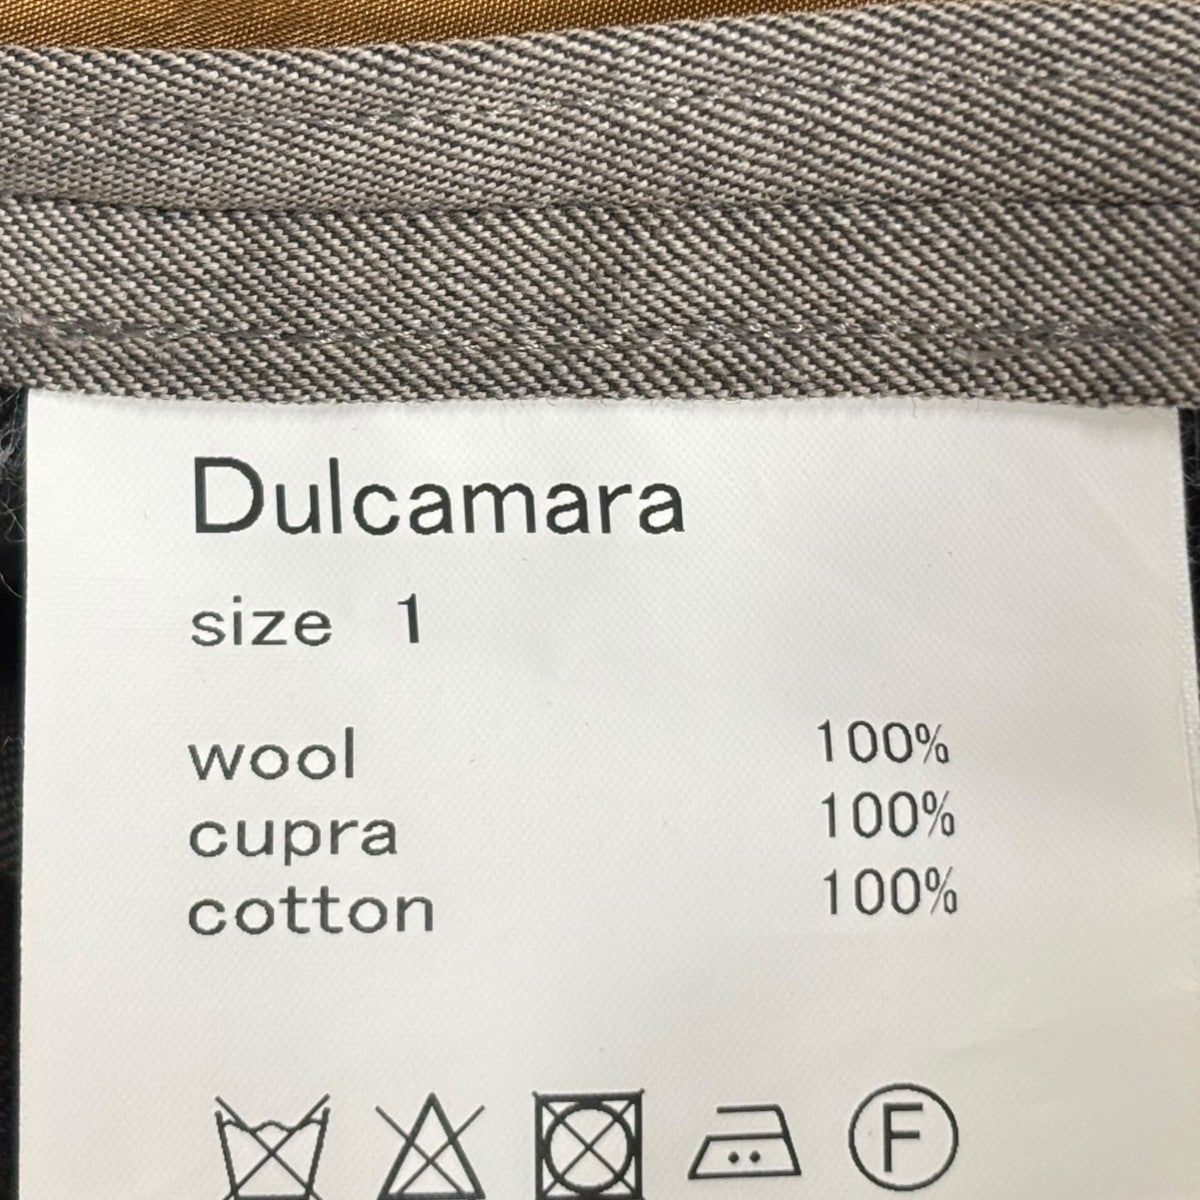 Dulcamara
size 1
wool 100%
cupra 100%
cotton 100%
F